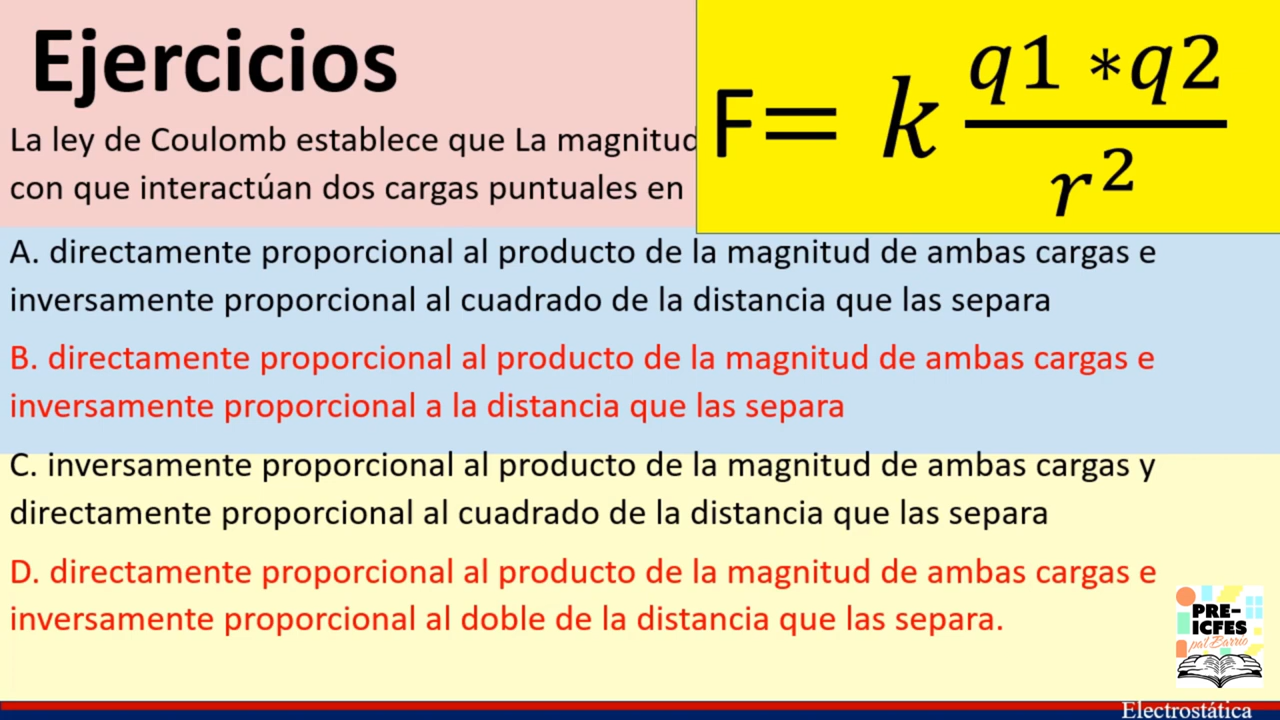 Ejercicios
La ley de Coulomb establece que La magnitud
con que interactúan dos cargas puntuales en
F= k q1 *q2
r²
A. directamente proporcional al producto de la magnitud de ambas cargas e
inversamente proporcional al cuadrado de la distancia que las separa
B. directamente proporcional al producto de la magnitud de ambas cargas e
inversamente proporcional a la distancia que las separa
C. inversamente proporcional al producto de la magnitud de ambas cargas y
directamente proporcional al cuadrado de la distancia que las separa
D. directamente proporcional al producto de la magnitud de ambas cargas e
inversamente proporcional al doble de la distancia que las separa.
PRE-
ICFES
pa'l Barrio
Electrostática